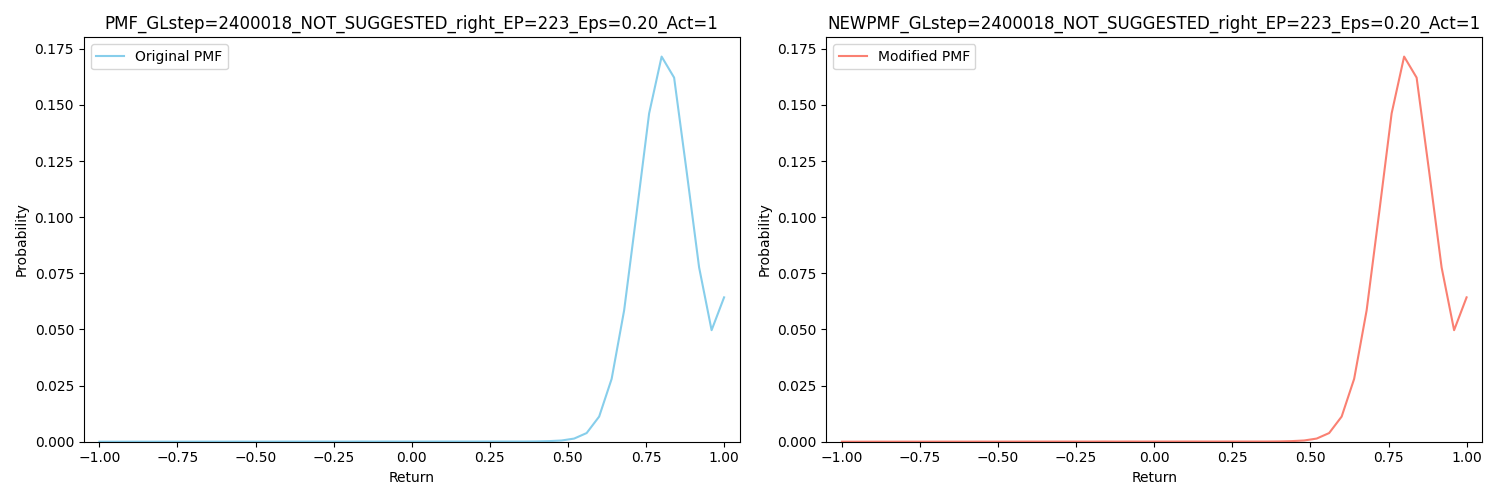 PMF_GLstep=2400018_NOT_SUGGESTED_right_EP=223_Eps=0.20_Act=1
Original PMF
Probability
0.175
0.150
0.125
0.100
0.075
0.050
0.025
0.000
−1.00 −0.75 −0.50 −0.25 0.00 0.25 0.50 0.75 1.00
Return
NEWPMF_GLstep=2400018_NOT_SUGGESTED_right_EP=223_Eps=0.20_Act=1
Modified PMF
Probability
0.175
0.150
0.125
0.100
0.075
0.050
0.025
0.000
−1.00 −0.75 −0.50 −0.25 0.00 0.25 0.50 0.75 1.00
Return